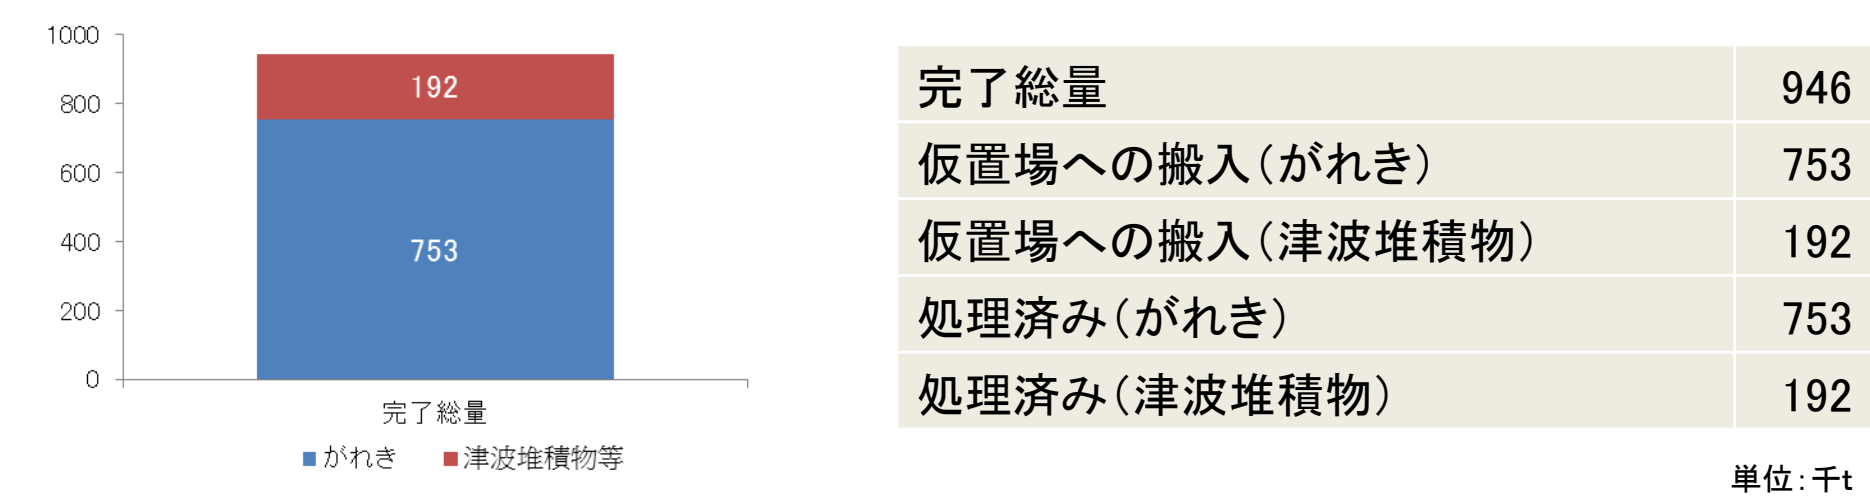 1000
800
600
400
200
0
192
753
完了総量
がれき 津波堆積物等
完了総量 946
仮置場への搬入(がれき) 753
仮置場への搬入(津波堆積物) 192
処理済み(がれき) 753
処理済み(津波堆積物) 192
単位:千t